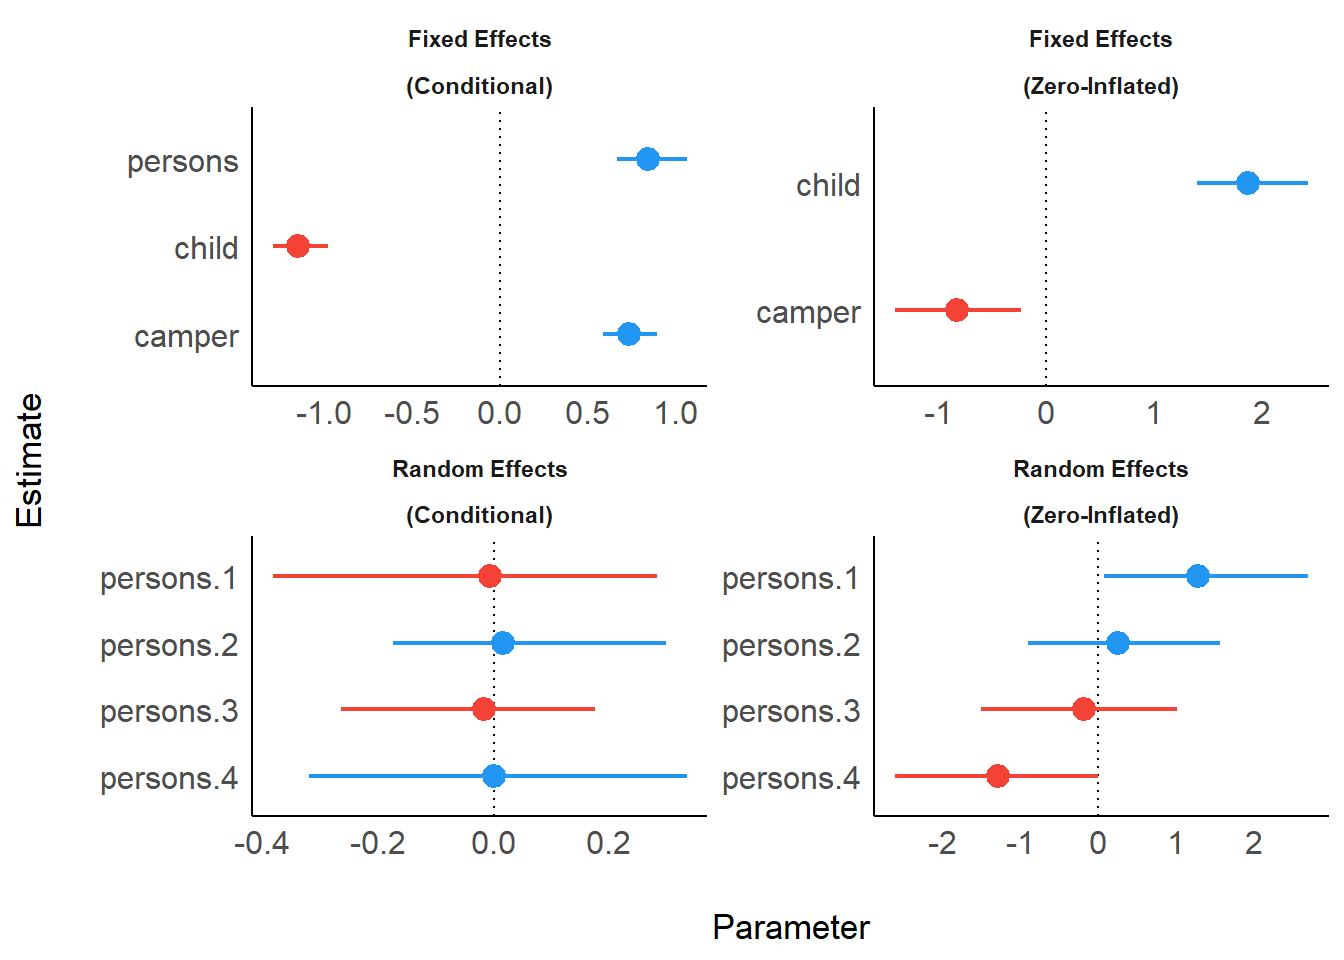 Fixed Effects
(Conditional)
persons
child
camper
-1.0 -0.5 0.0 0.5 1.0
Fixed Effects
(Zero-Inflated)
child
camper
-1 0 1 2
Estimate
Random Effects
(Conditional)
persons.1
persons.2
persons.3
persons.4
-0.4 -0.2 0.0 0.2
Random Effects
(Zero-Inflated)
persons.1
persons.2
persons.3
persons.4
-2 -1 0 1 2
Parameter